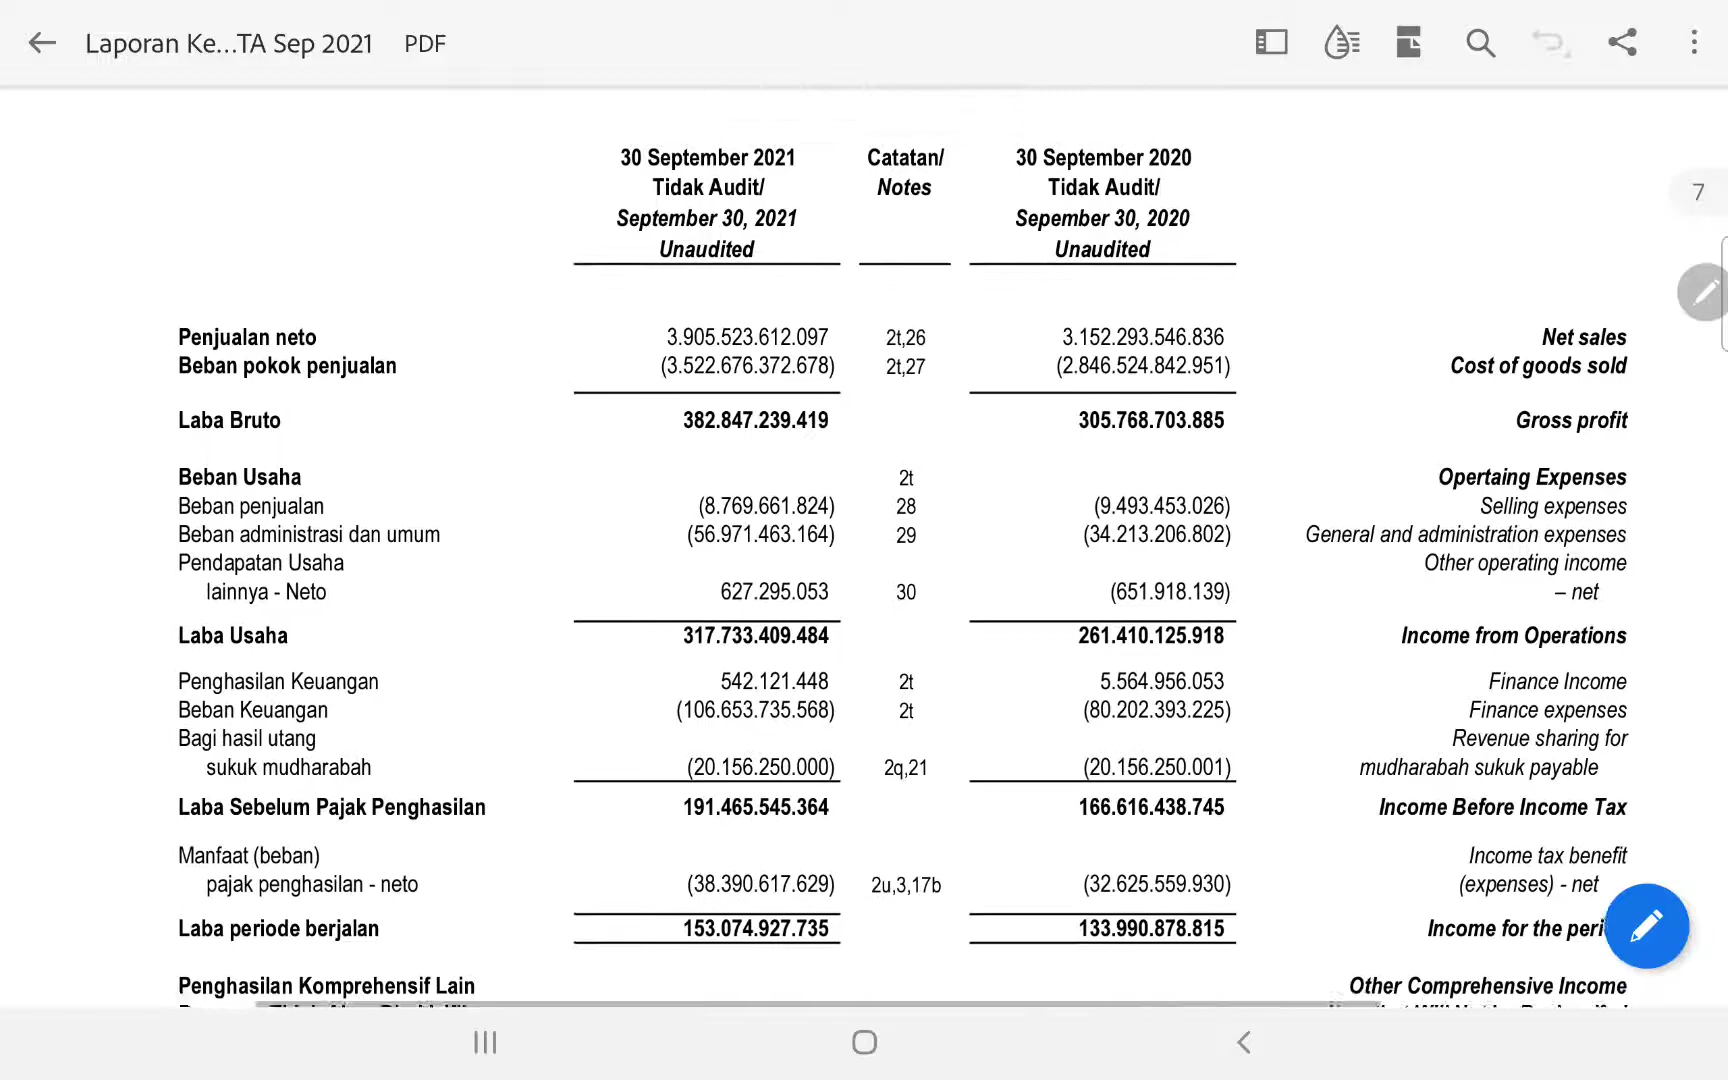 Laporan Ke...TA Sep 2021 PDF
30 September 2021 Catatan/ 30 September 2020
Tidak Audit/ Notes Tidak Audit/
September 30, 2021 Sepember 30, 2020
Unaudited Unaudited
7
Penjualan neto 3.905.523.612.097 2t,26 3.152.293.546.836 Net sales
Beban pokok penjualan (3.522.676.372.678) 2t,27 (2.846.524.842.951) Cost of goods sold
Laba Bruto 382.847.239.419 305.768.703.885 Gross profit
Beban Usaha 2t Opertaing Expenses
Beban penjualan (8.769.661.824) 28 (9.493.453.026) Selling expenses
Beban administrasi dan umum (56.971.463.164) 29 (34.213.206.802) General and administration expenses
Pendapatan Usaha Other operating income
lainnya - Neto 627.295.053 30 (651.918.139) – net
Laba Usaha 317.733.409.484 261.410.125.918 Income from Operations
Penghasilan Keuangan 542.121.448 2t 5.564.956.053 Finance Income
Beban Keuangan (106.653.735.568) 2t (80.202.393.225) Finance expenses
Bagi hasil utang Revenue sharing for
sukuk mudharabah (20.156.250.000) 2q,21 (20.156.250.001) mudharabah sukuk payable
Laba Sebelum Pajak Penghasilan 191.465.545.364 166.616.438.745 Income Before Income Tax
Manfaat (beban) Income tax benefit
pajak penghasilan - neto (38.390.617.629) 2u,3,17b (32.625.559.930) (expenses) - net
Laba periode berjalan 153.074.927.735 133.990.878.815 Income for the peri
Penghasilan Komprehensif Lain Other Comprehensive Income